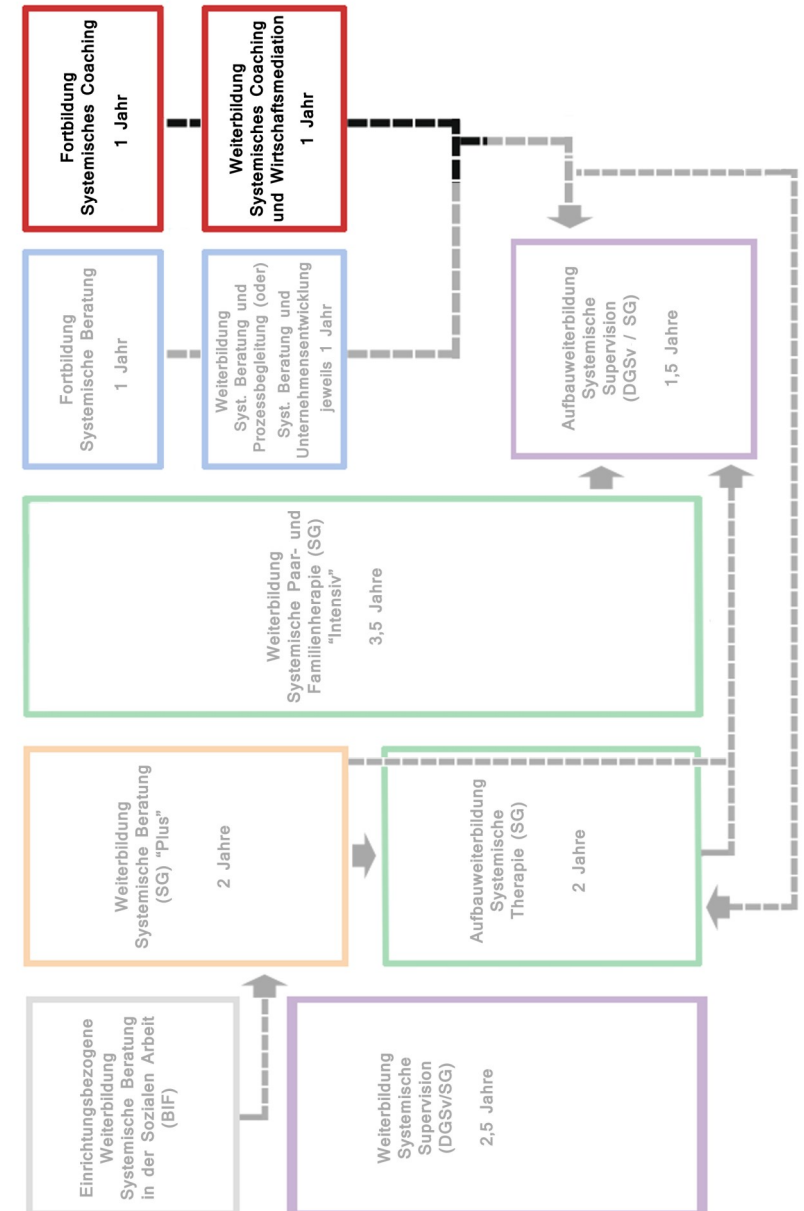 Einrichtungsbezogene
Weiterbildung
Systemische Beratung
in der Sozialen Arbeit
(BIF)
Weiterbildung
Systemische Beratung
(SG) "Plus"
2 Jahre
Weiterbildung
Systemische Paar- und
Familienherapie (SG)
"Intensiv"
3,5 Jahre
Fortbildung
Systemische Beratung
1 Jahr
Fortbildung
Systemisches Coaching
1 Jahr
Weiterbildung
Syst. Beratung und
Prozessbegleitung (oder)
Syst. Beratung und
Unternehmensentwicklung
jeweils 1 Jahr
Weiterbildung
Systemisches Coaching
und Wirtschaftsmediation
1 Jahr
Weiterbildung
Systemische
Supervision
(DGSv/SG)
2,5 Jahre
Aufbauweiterbildung
Systemische
Therapie (SG)
2 Jahre
Aufbauweiterbildung
Systemische
Supervision
(DGSv / SG)
1,5 Jahre